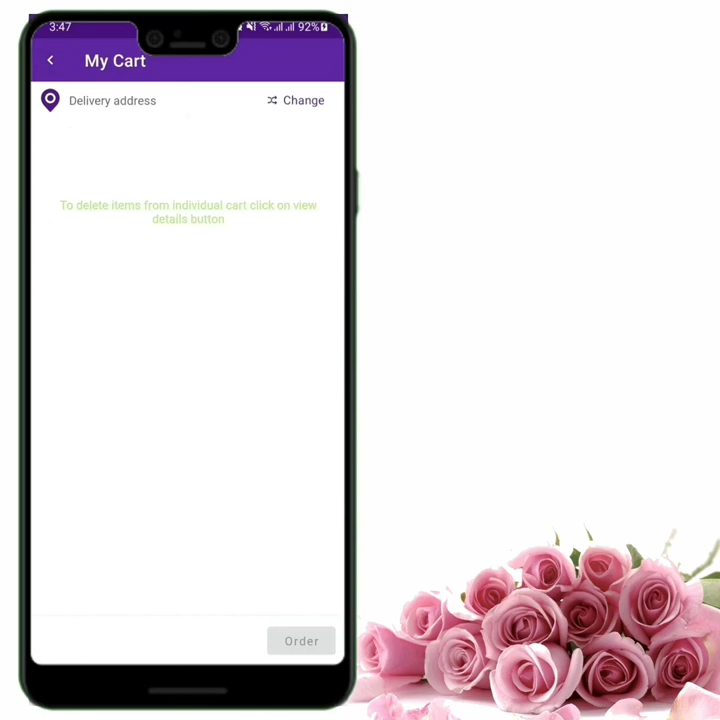 3:47
92%
My Cart
Delivery address
Change
To delete items from individual cart click on view
details button
Order